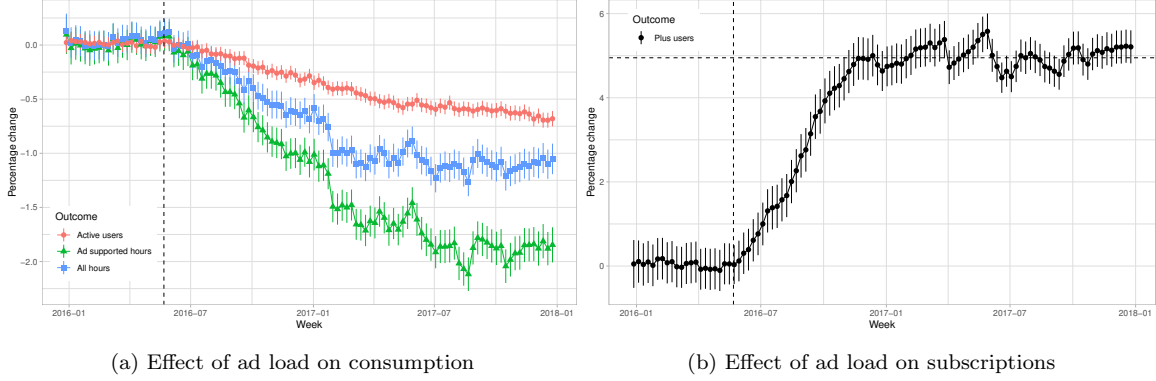 0.0
−0.5
−1.0
−1.5
−2.0
Percentage change
Outcome
Active users
Ad supported hours
All hours
2016−01 2016−07 2017−01 2017−07 2018−01
Week
(a) Effect of ad load on consumption
6
4
2
0
Percentage change
Outcome
Plus users
2016−01 2016−07 2017−01 2017−07 2018−01
Week
(b) Effect of ad load on subscriptions